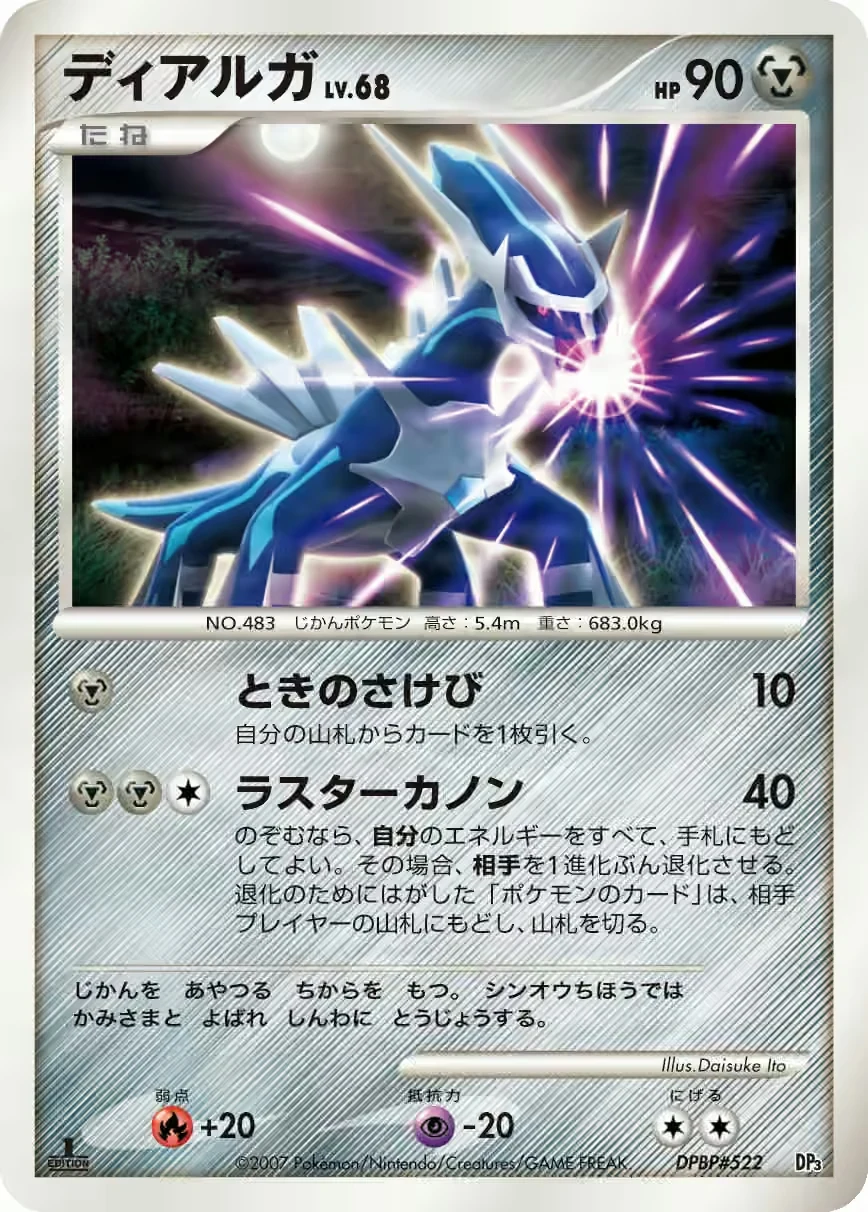 ディアルガ LV.68 HP 90
たね
NO.483 じかんポケモン 高さ：5.4m 重さ：683.0kg
ときのさけび 10
自分の山札からカードを1枚引く。
ラスターカノン 40
のぞむなら、自分のエネルギーをすべて、手札にもど
してよい。その場合、相手を1進化ぶん退化させる。
退化のためにはがした「ポケモンのカード」は、相手
プレイヤーの山札にもどし、山札を切る。
じかんを あやつる ちからを もつ。 シンオウちほうでは
かみさまと よばれ しんわに とうじょうする。
Illus.Daisuke Ito
弱点 抵抗力 にげる
+20 -20
1 EDITION ©2007 Pokémon/Nintendo/Creatures/GAME FREAK. DPBP#522 DP3